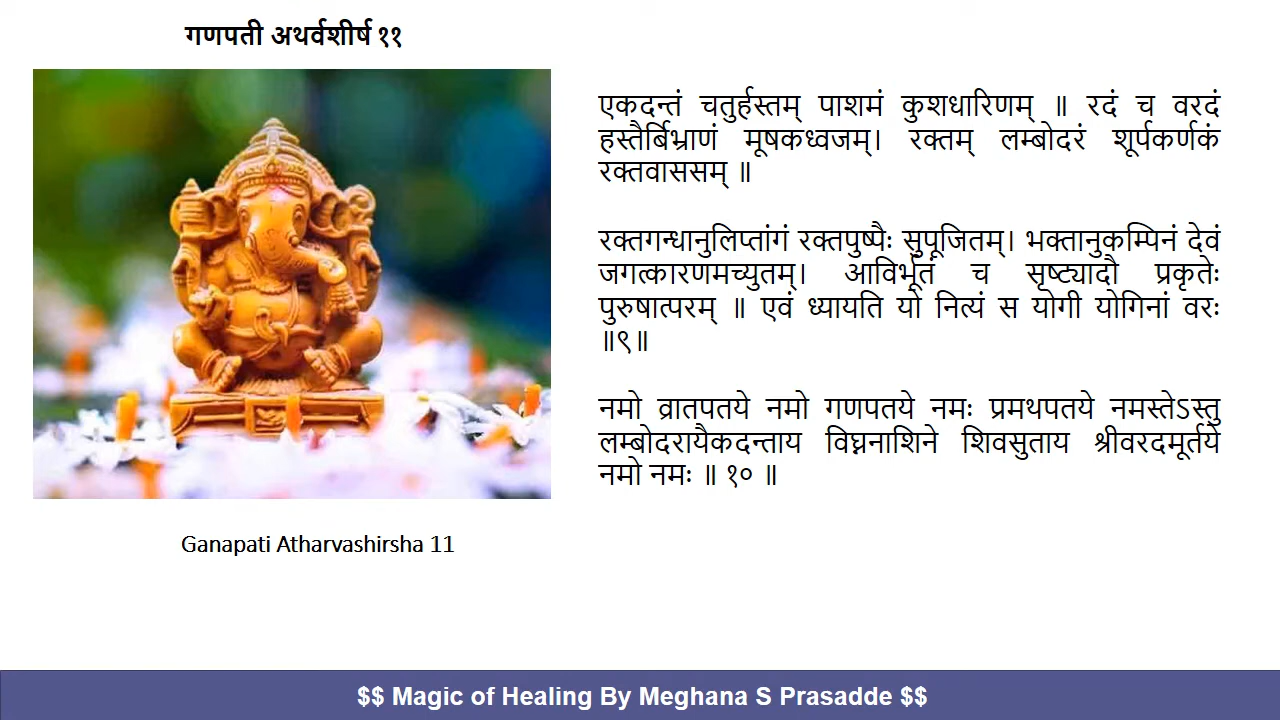 गणपती अथर्वशीर्ष ११
एकदन्तं चतुर्हस्तम् पाशमं कुशधारिणम् ॥ रदं च वरदं
हस्तैर्बिभ्राणं मूषकध्वजम्। रक्तम् लम्बोदरं शूर्पकर्णकं
रक्तवाससम् ॥
रक्तगन्धानुलिप्तांगं रक्तपुष्पैः सुपूजितम्। भक्तानुकम्पिनं देवं
जगत्कारणमच्युतम्। आविर्भूतं च सृष्ट्यादौ प्रकृतेः
पुरुषात्परम् ॥ एवं ध्यायति यो नित्यं स योगी योगिनां वरः
॥९॥
नमो व्रातपतये नमो गणपतये नमः प्रमथपतये नमस्तेऽस्तु
लम्बोदरायैकदन्ताय विघ्ननाशिने शिवसुताय श्रीवरदमूर्तये
नमो नमः ॥ १० ॥
Ganapati Atharvashirsha 11
$$ Magic of Healing By Meghana S Prasadde $$